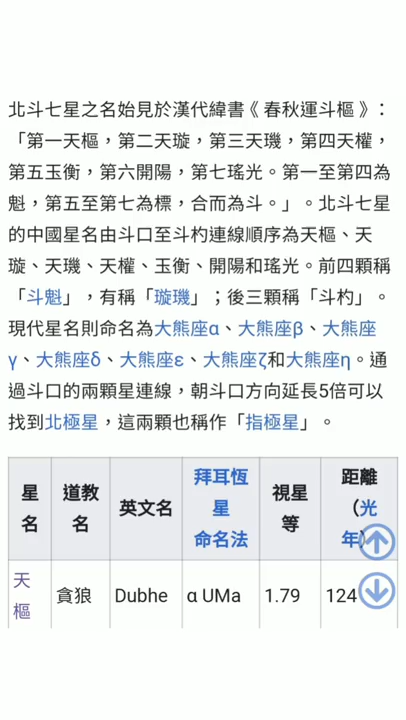 北斗七星之名始見於漢代緯書《 春秋運斗樞 》：
「第一天樞，第二天璇，第三天璣，第四天權，
第五玉衡，第六開陽，第七瑤光。第一至第四為
魁，第五至第七為標，合而為斗。」。北斗七星
的中國星名由斗口至斗杓連線順序為天樞、天
璇、天璣、天權、玉衡、開陽和瑤光。前四顆稱
「斗魁」，有稱「璇璣」；後三顆稱「斗杓」。
現代星名則命名為大熊座α、大熊座β、大熊座
γ、大熊座δ、大熊座ε、大熊座ζ和大熊座η。通
過斗口的兩顆星連線，朝斗口方向延長5倍可以
找到北極星，這兩顆也稱作「指極星」。
星名 道教名 英文名 拜耳恆星命名法 視星等 距離（光年）
天樞 貪狼 Dubhe α UMa 1.79 124